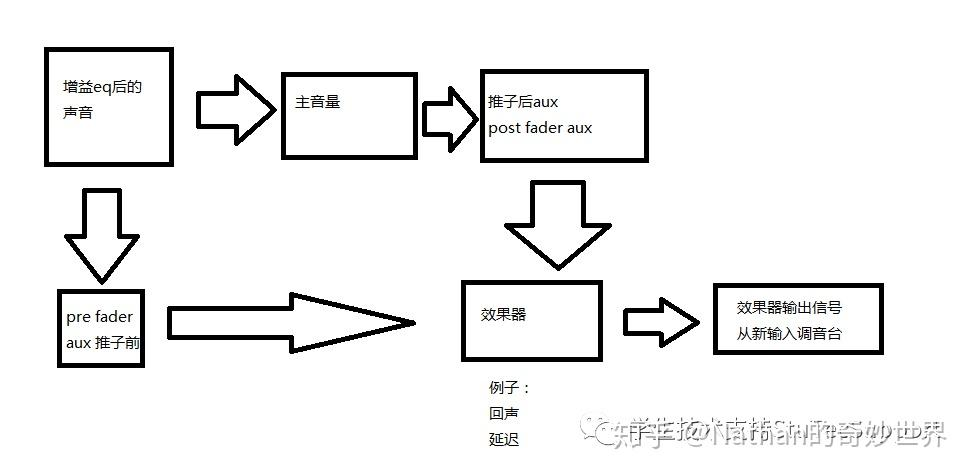 增益eq后的
声音
主音量
推子后aux
post fader aux
pre fader
aux 推子前
效果器
效果器输出信号
从新输入调音台
例子：
回声
延迟
知乎 @Nathan的奇妙世界